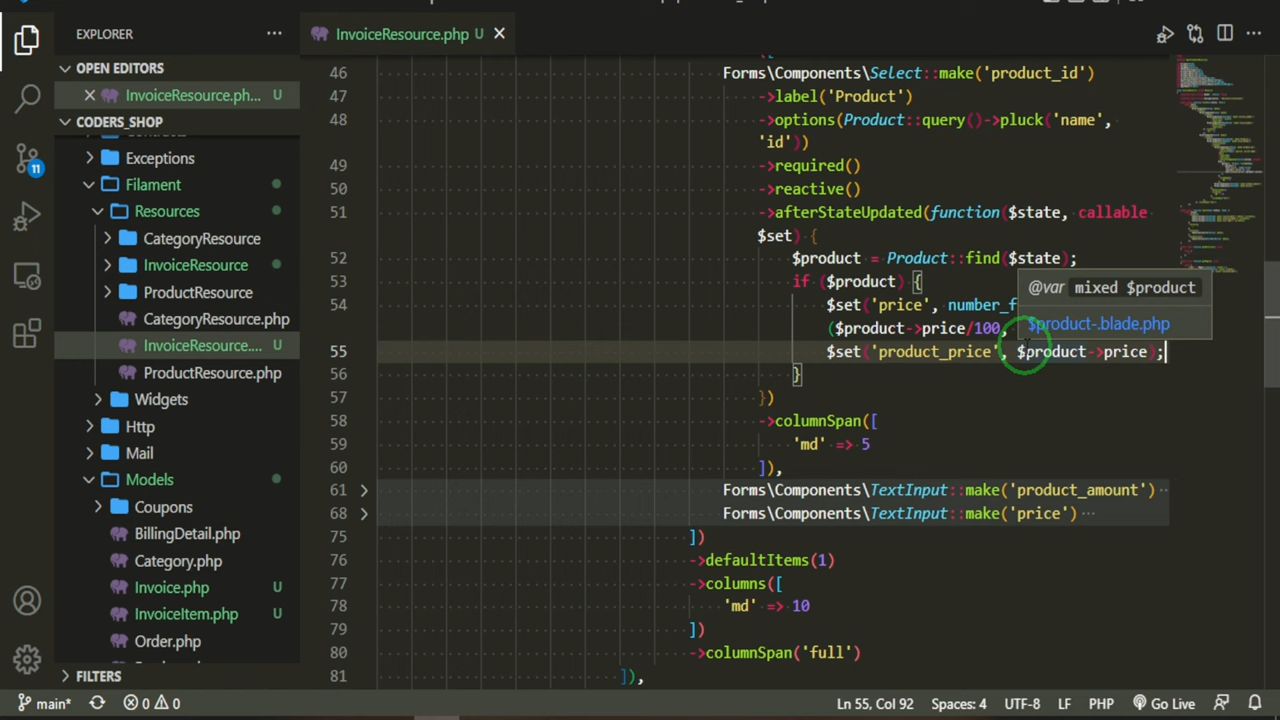 EXPLORER
InvoiceResource.php U
OPEN EDITORS
InvoiceResource.ph... U
CODERS_SHOP
Exceptions
Filament
Resources
CategoryResource
InvoiceResource
ProductResource
CategoryResource.php
InvoiceResource.... U
ProductResource.php
Widgets
Http
Mail
Models
Coupons
BillingDetail.php
Category.php
Invoice.php U
InvoiceItem.php U
Order.php
FILTERS
11
46 Forms\Components\Select::make('product_id')
47 ->label('Product')
48 ->options(Product::query()->pluck('name',
'id'))
49 ->required()
50 ->reactive()
51 ->afterStateUpdated(function($state, callable
$set) {
52 $product = Product::find($state);
53 if ($product) {
54 $set('price', number_f
($product->price/100,
55 $set('product_price', $product->price);
56 }
57 })
58 ->columnSpan([
59 'md' => 5
60 ]),
61 Forms\Components\TextInput::make('product_amount') ...
68 Forms\Components\TextInput::make('price') ...
75 ])
76 ->defaultItems(1)
77 ->columns([
78 'md' => 10
79 ])
80 ->columnSpan('full')
81 ]),
@var mixed $product
$product-.blade.php
main* 0 0 Ln 55, Col 92 Spaces: 4 UTF-8 LF PHP Go Live